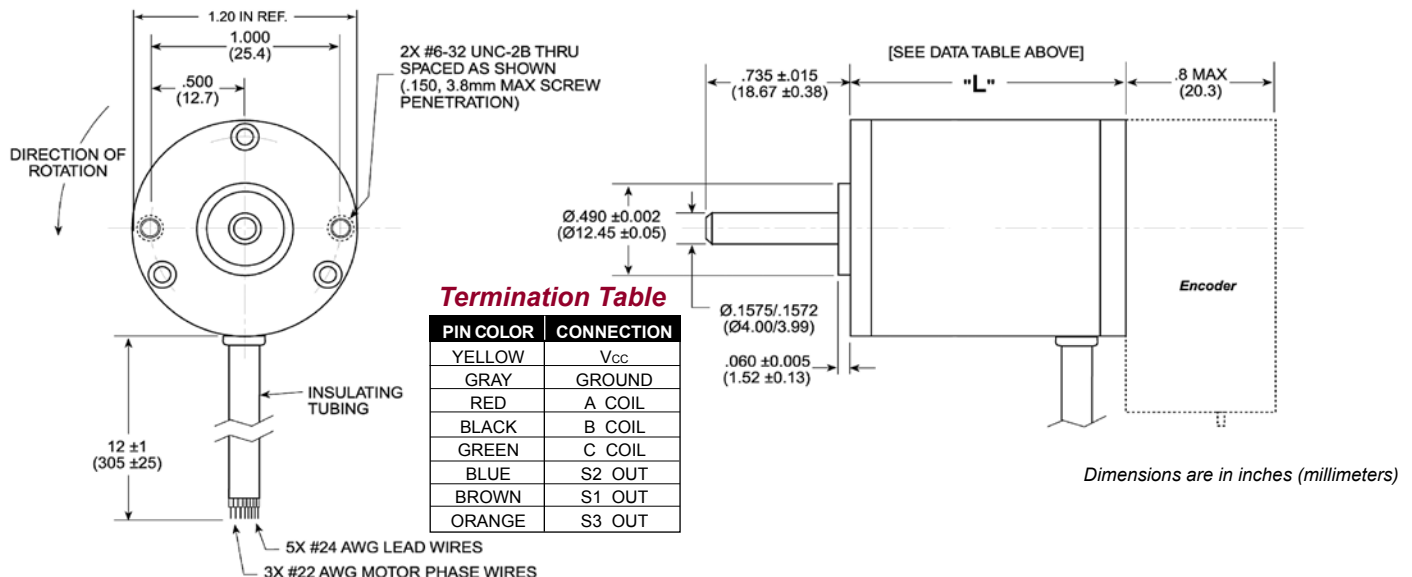 1.20 IN REF.
1.000
(25.4)
.500
(12.7)
2X #6-32 UNC-2B THRU
SPACED AS SHOWN
(.150, 3.8mm MAX SCREW
PENETRATION)
DIRECTION OF
ROTATION
INSULATING
TUBING
12 ±1
(305 ±25)
5X #24 AWG LEAD WIRES
3X #22 AWG MOTOR PHASE WIRES
Termination Table
PIN COLOR CONNECTION
YELLOW Vcc
GRAY GROUND
RED A COIL
BLACK B COIL
GREEN C COIL
BLUE S2 OUT
BROWN S1 OUT
ORANGE S3 OUT
[SEE DATA TABLE ABOVE]
.735 ±.015
(18.67 ±0.38)
"L"
.8 MAX
(20.3)
Ø.490 ±0.002
(Ø12.45 ±0.05)
Ø.1575/.1572
(Ø4.00/3.99)
.060 ±0.005
(1.52 ±0.13)
Encoder
Dimensions are in inches (millimeters)